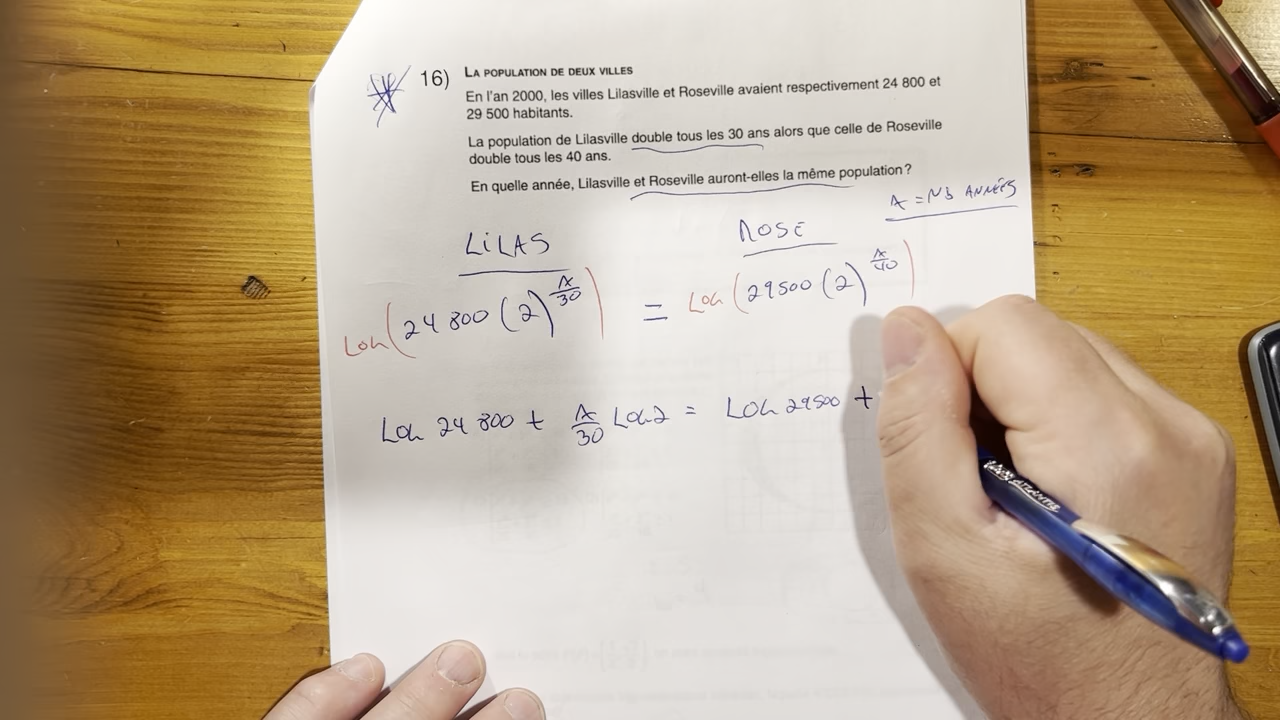 16) LA POPULATION DE DEUX VILLES
En l'an 2000, les villes Lilasville et Roseville avaient respectivement 24 800 et
29 500 habitants.
La population de Lilasville double tous les 30 ans alors que celle de Roseville
double tous les 40 ans.
En quelle année, Lilasville et Roseville auront-elles la même population ?
A = Nb ANNÉES
LiLAS
ROSE
LOG (24 800 (2)^(A/30)) = LOG (29500 (2)^(A/40))
LOG 24 800 + A/30 LOG2 = LOG 29500 +